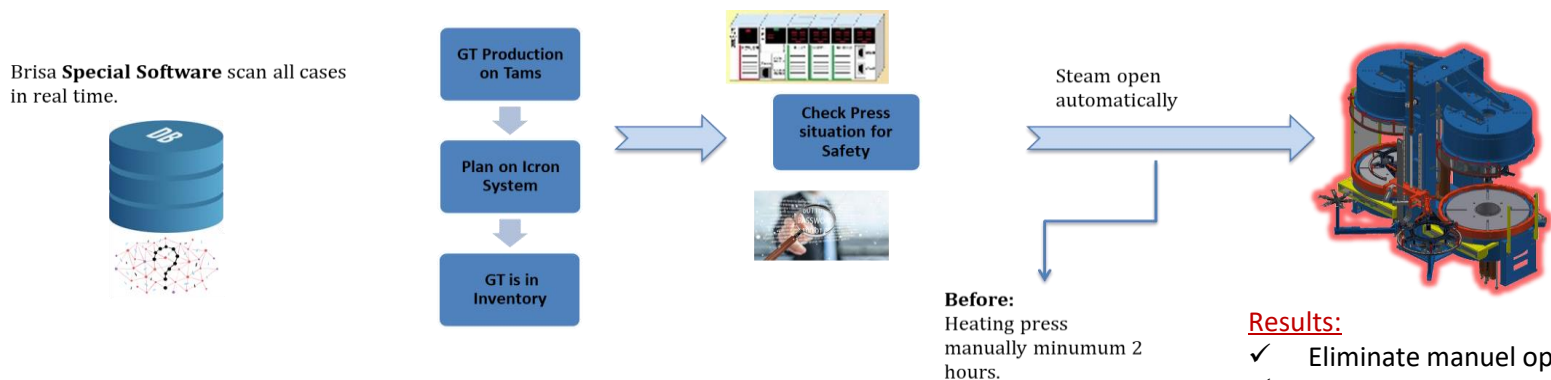 Brisa Special Software scan all cases
in real time.
DB
GT Production
on Tams
Plan on Icron
System
GT is in
Inventory
Check Press
situation for
Safety
Steam open
automatically
Before:
Heating press
manually minumum 2
hours.
Results:
✓ Eliminate manuel op